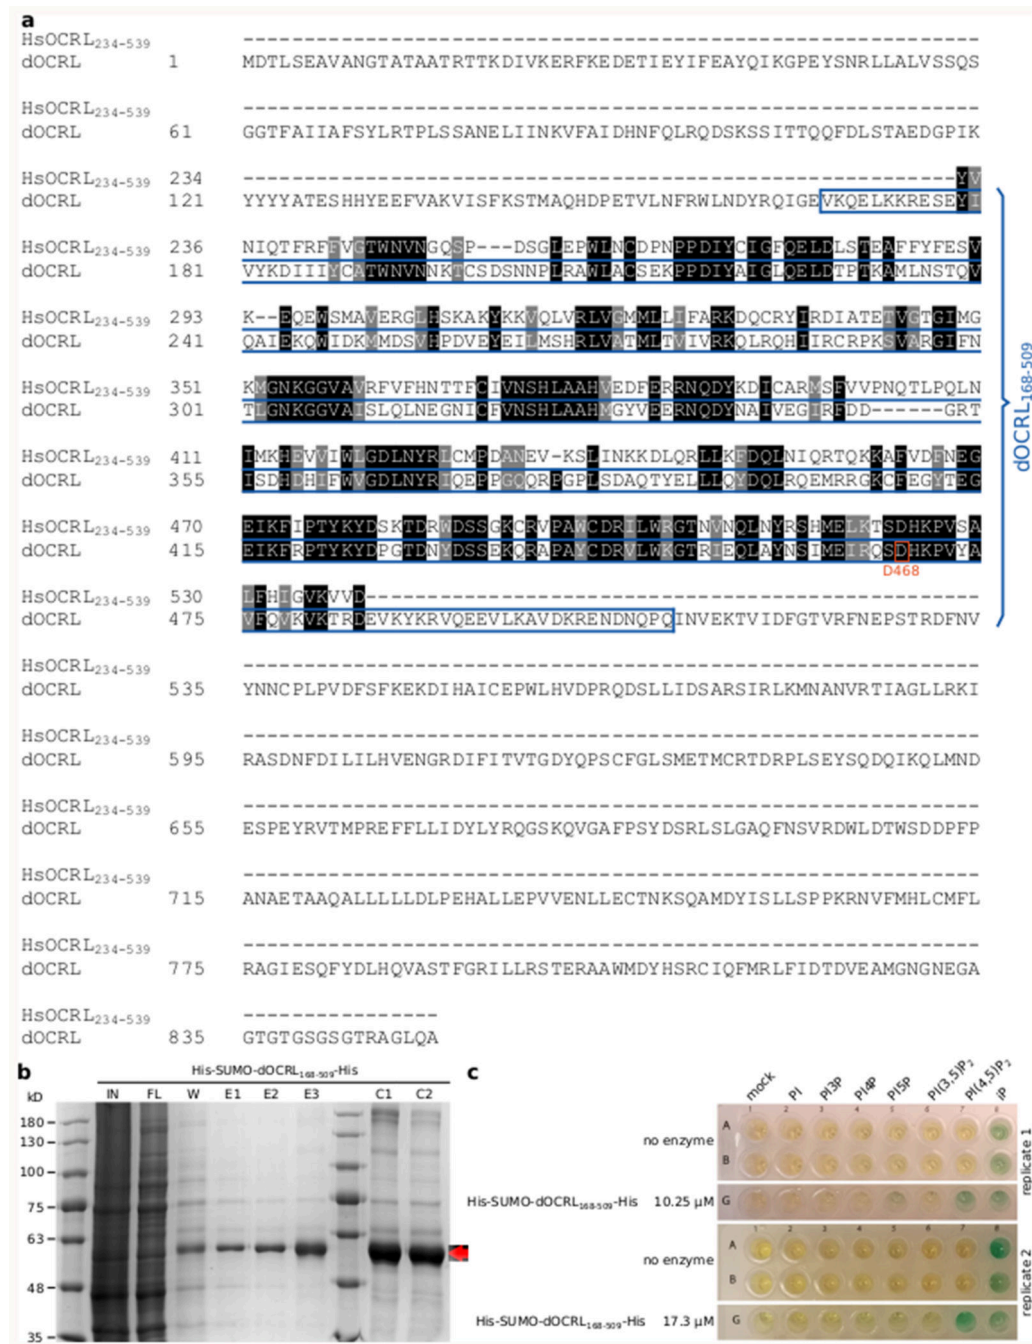 a
HsOCRL234-539 ------------------------------------------------------------
dOCRL 1 MDTLSEAVANGTATAATRTTKDIVKERFKEDETIEYIFEAYQIKGPEYSNRLLALVSSQS
HsOCRL234-539 ------------------------------------------------------------
dOCRL 61 GGTFAIIAFSYLRTPLSSANELIINKVFAIDHNFQLRQDSKSSITTQQFDLSTAEDGPIK
HsOCRL234-539 234 ----------------------------------------------------------YV
dOCRL 121 YYYYATESHHYEEFVAKVISFKSTMAQHDPETVLNFRWLNDYRQIGEVKQELKKRESEYI
HsOCRL234-539 236 NIQTFRFFVGTWNVNGQSP---DSGLEPWLNCDPNPPDIYCIGFQELDLSTEAFFYFESV
dOCRL 181 VYKDIIIYCATWNVNNKTCSDSNNPLRAWLACSEKPPDIYAIGLQELDTPTKAMLNSTQV
HsOCRL234-539 293 K--EQEWSMAVERGLHSKAKYKKVQLVRLVGMMLLIFARKDQCRYIRDIATETVGTGIMG
dOCRL 241 QAIEKQWIDKMMDSVHPDVEYEILMSHRLVATMLTVIVRKQLRQHIIRCRPKSVARGIFN
HsOCRL234-539 351 KMGNKGGVAVRFVFHNTTFCIVNSHLAAHVEDFERRNQDYKDICARMSFVVPNQTLPQLN
dOCRL 301 TLGNKGGVAISLQLNEGNICFVNSHLAAHMGYVEERNQDYNAIVEGIRFDD------GRT
HsOCRL234-539 411 IMKHEVVIWLGDLNYRLCMPDANEV-KSLINKKDLQRLLKFDQLNIQRTQKKAFVDFNEG
dOCRL 355 ISDHDHIFWVGDLNYRIQEPPGQQRPGPLSDAQTYELLLQYDQLRQEMRRGKCFEGYTEG
HsOCRL234-539 470 EIKFIPTYKYDSKTDRWDSSGKCRVPAWCDRILWRGTNVNQLNYRSHMELKTSDHKPVSA
dOCRL 415 EIKFRPTYKYDPGTDNYDSSEKQRAPAYCDRVLWKGTRIEQLAYNSIMEIRQSDHKPVYA
D468
HsOCRL234-539 530 LFHIGVKVVD--------------------------------------------------
dOCRL 475 VFQVKVKTRDEVKYKRVQEEVLKAVDKRENDNQPQINVEKTVIDFGTVRFNEPSTRDFNV
dOCRL168-509
HsOCRL234-539 ------------------------------------------------------------
dOCRL 535 YNNCPLPVDFSFKEKDIHAICEPWLHVDPRQDSLLIDSARSIRLKMNANVRTIAGLLRKI
HsOCRL234-539 ------------------------------------------------------------
dOCRL 595 RASDNFDILILHVENGRDIFITVTGDYQPSCFGLSMETMCRTDRPLSEYSQDQIKQLMND
HsOCRL234-539 ------------------------------------------------------------
dOCRL 655 ESPEYRVTMPREFFLLIDYLYRQGSKQVGAFPSYDSRLSLGAQFNSVRDWLDTWSDDPFP
HsOCRL234-539 ------------------------------------------------------------
dOCRL 715 ANAETAAQALLLLLDLPEHALLEPVVENLLECTNKSQAMDYISLLSPPKRNVFMHLCMFL
HsOCRL234-539 ------------------------------------------------------------
dOCRL 775 RAGIESQFYDLHQVASTFGRILLRSTERAAWMDYHSRCIQFMRLFIDTDVEAMGNGNEGA
HsOCRL234-539 ----------------
dOCRL 835 GTGTGSGSGTRAGLQA
b
His-SUMO-dOCRL168-509-His
kD IN FL W E1 E2 E3 C1 C2
180
130
100
75
63
48
35
c
mock PI PI3P PI4P PI5P PI(3,5)P2 PI(4,5)P2 iP
1 2 3 4 5 6 7 8
no enzyme A
B
His-SUMO-dOCRL168-509-His 10.25 µM G
replicate 1
1 2 3 4 5 6 7 8
no enzyme A
B
His-SUMO-dOCRL168-509-His 17.3 µM G
replicate 2